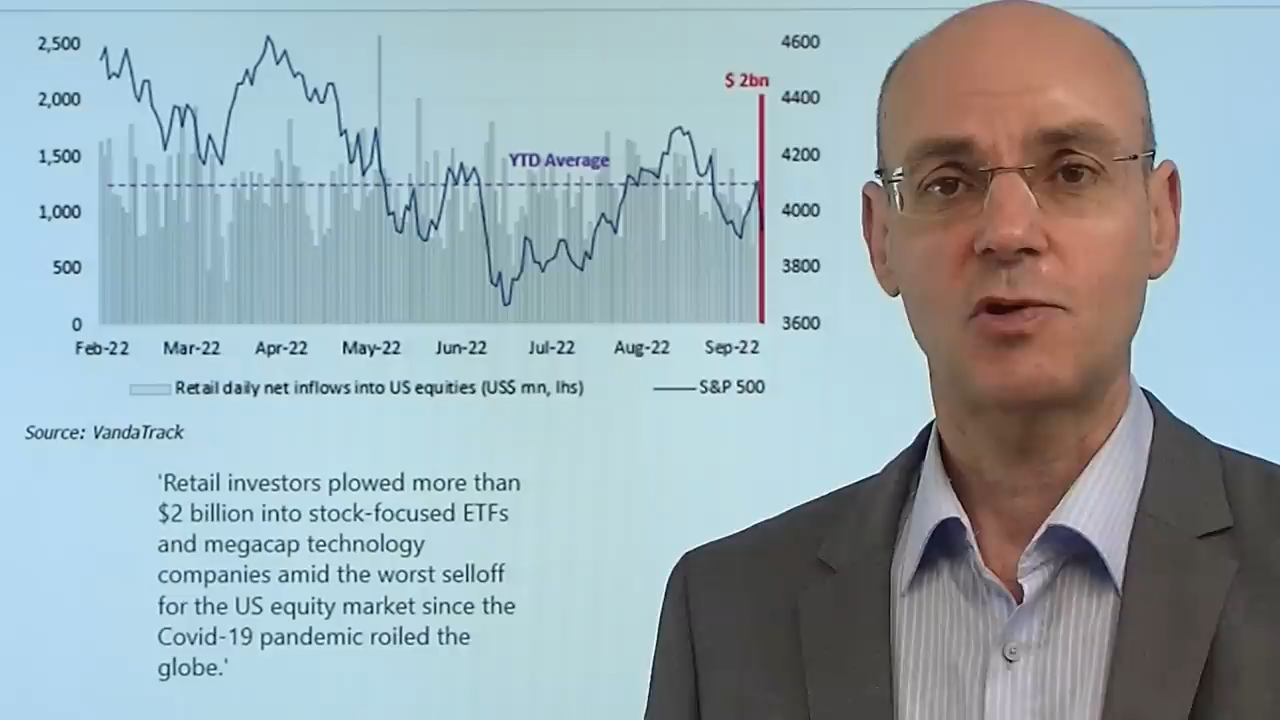 2,500
2,000
1,500
1,000
500
0
4600
4400
4200
4000
3800
3600
$ 2bn
YTD Average
Feb-22 Mar-22 Apr-22 May-22 Jun-22 Jul-22 Aug-22 Sep-22
Retail daily net inflows into US equities (US$ mn, lhs) S&P 500
Source: VandaTrack
'Retail investors plowed more than
$2 billion into stock-focused ETFs
and megacap technology
companies amid the worst selloff
for the US equity market since the
Covid-19 pandemic roiled the
globe.'